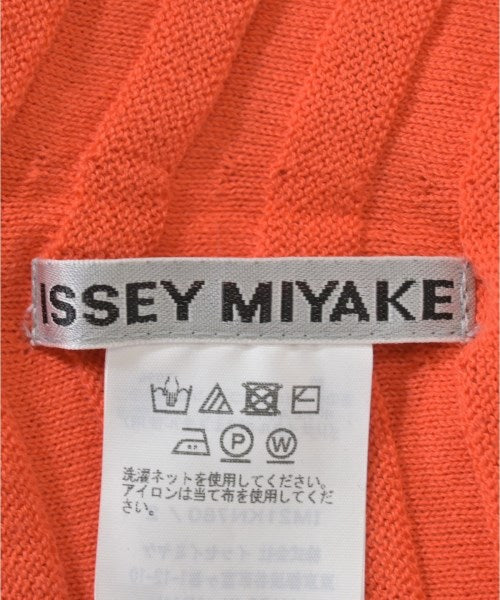 ISSEY MIYAKE
P W
洗濯ネットを使用してください。
アイロンは当て布を使用してくだ
さい。